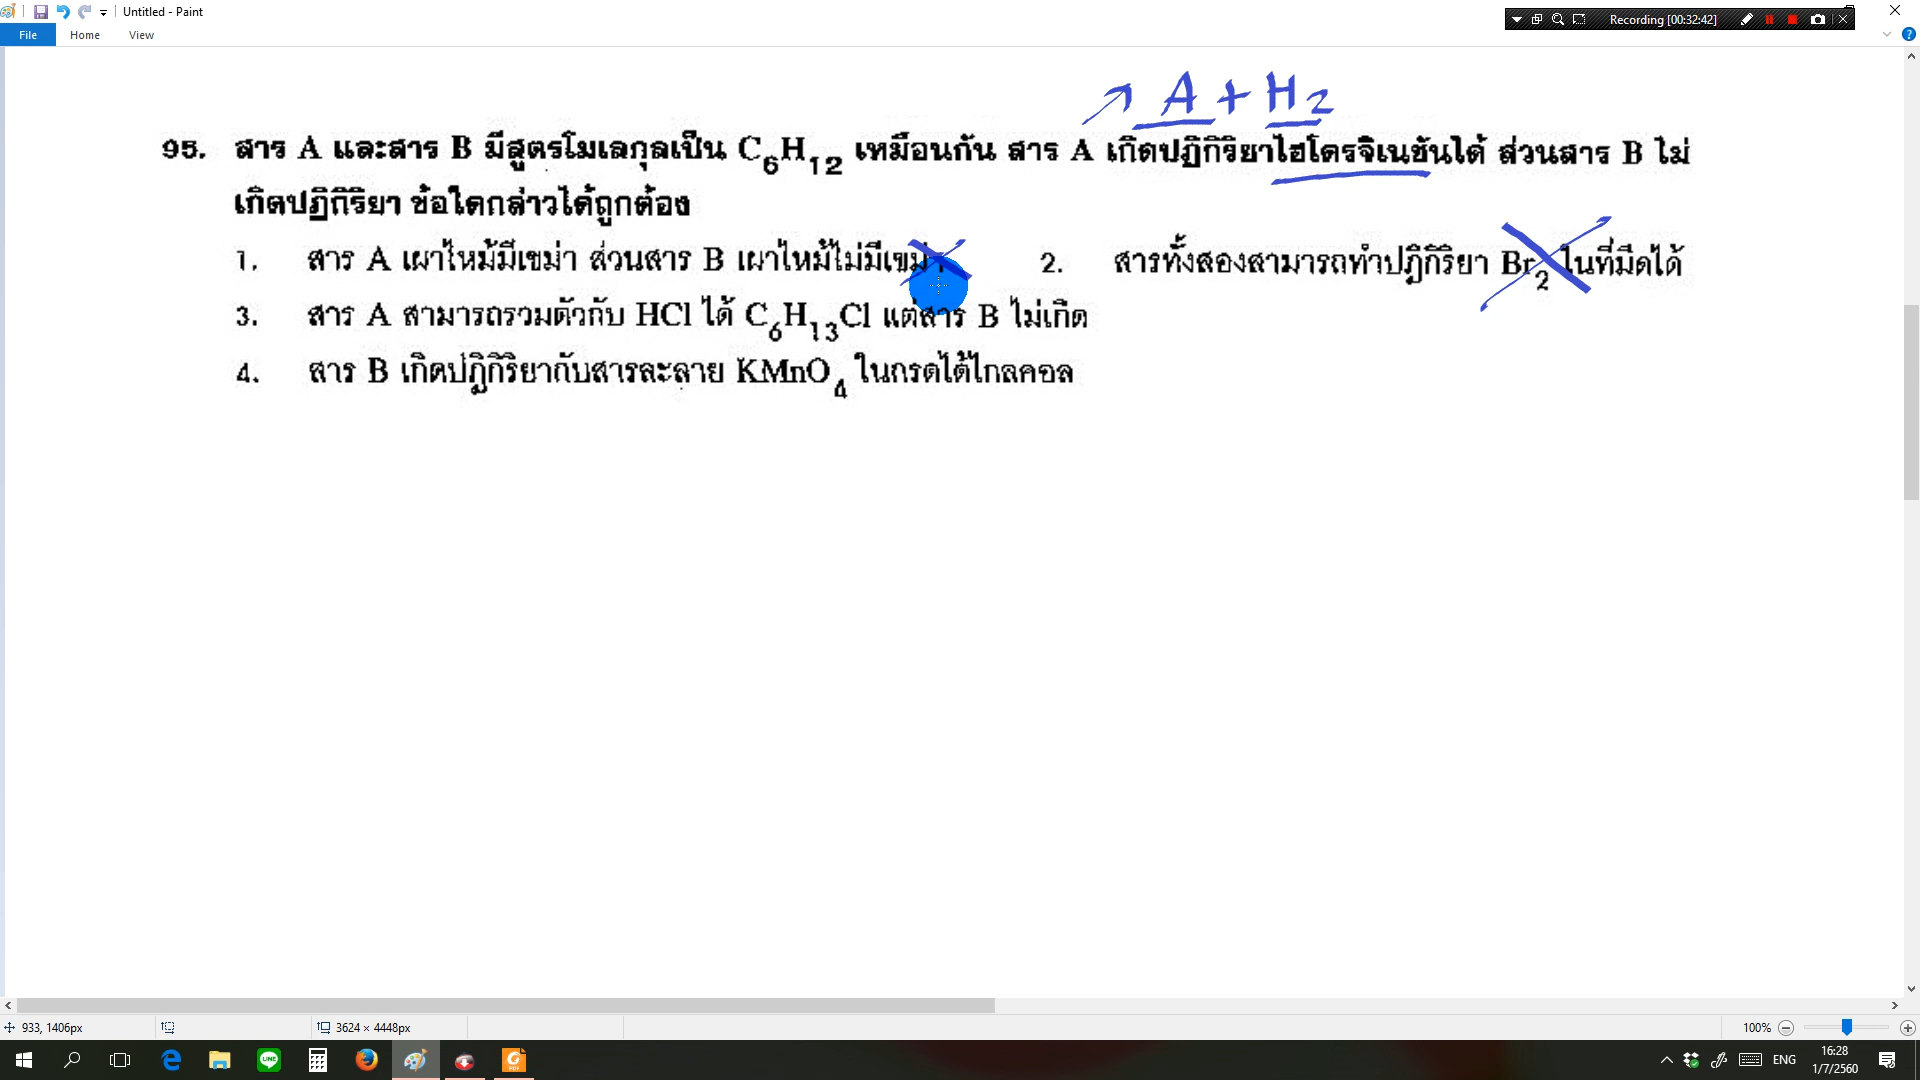 Untitled - Paint
Recording [00:32:42]
File Home View
A + H2
95. สาร A และสาร B มีสูตรโมเลกุลเป็น C6H12 เหมือนกัน สาร A เกิดปฏิกิริยาไฮโดรจิเนชันได้ ส่วนสาร B ไม่
เกิดปฏิกิริยา ข้อใดกล่าวได้ถูกต้อง
1. สาร A เผาไหม้มีเขม่า ส่วนสาร B เผาไหม้ไม่มีเขม่า 2. สารทั้งสองสามารถทำปฏิกิริยา Br2 ในที่มืดได้
3. สาร A สามารถรวมตัวกับ HCl ได้ C6H13Cl แต่สาร B ไม่เกิด
4. สาร B เกิดปฏิกิริยากับสารละลาย KMnO4 ในกรดได้ไกลคอล
933, 1406px 3624 × 4448px 100%
ENG 16:28
1/7/2560